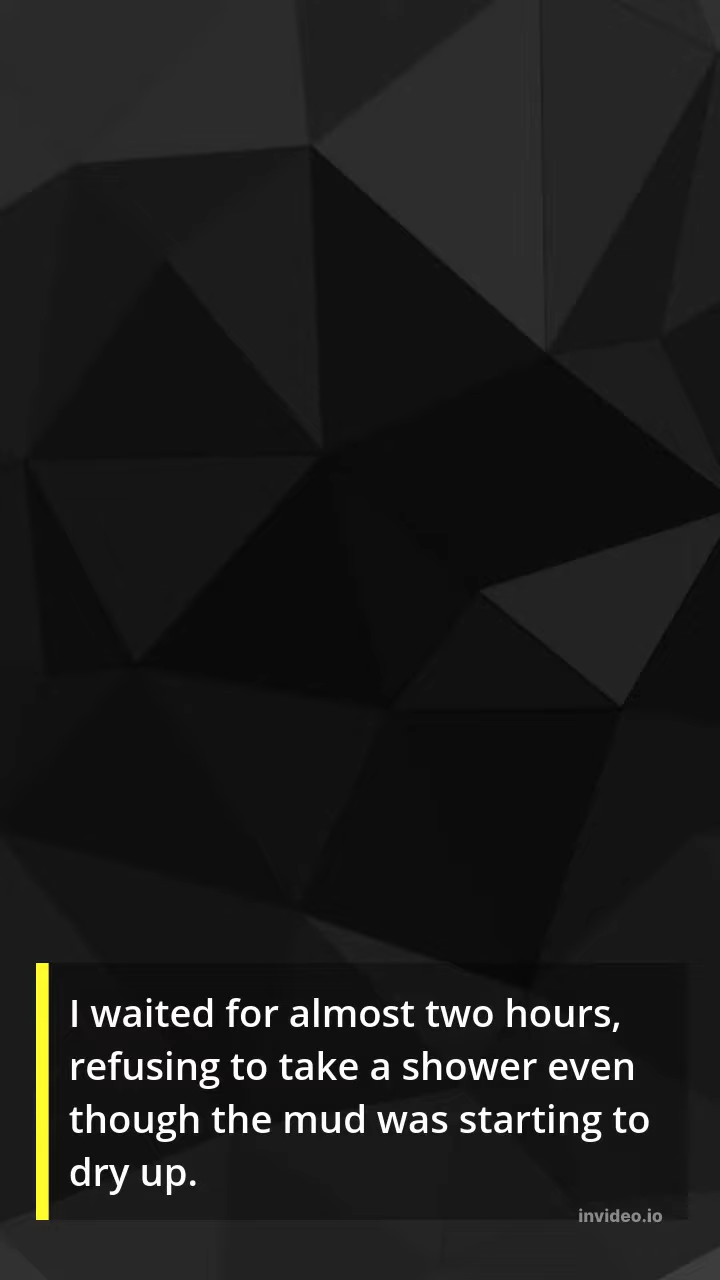 I waited for almost two hours,
refusing to take a shower even
though the mud was starting to
dry up.
invideo.io